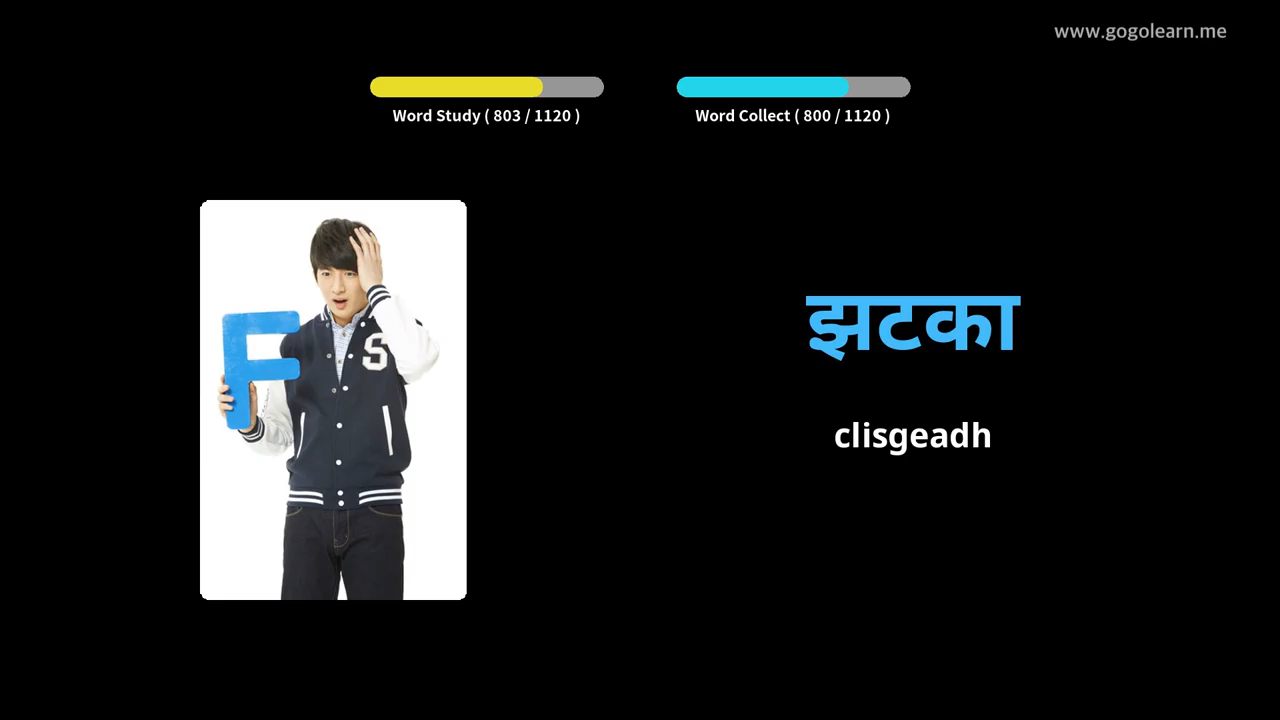 www.gogolearn.me
Word Study ( 803 / 1120 )
Word Collect ( 800 / 1120 )
झटका
clisgeadh
F
S